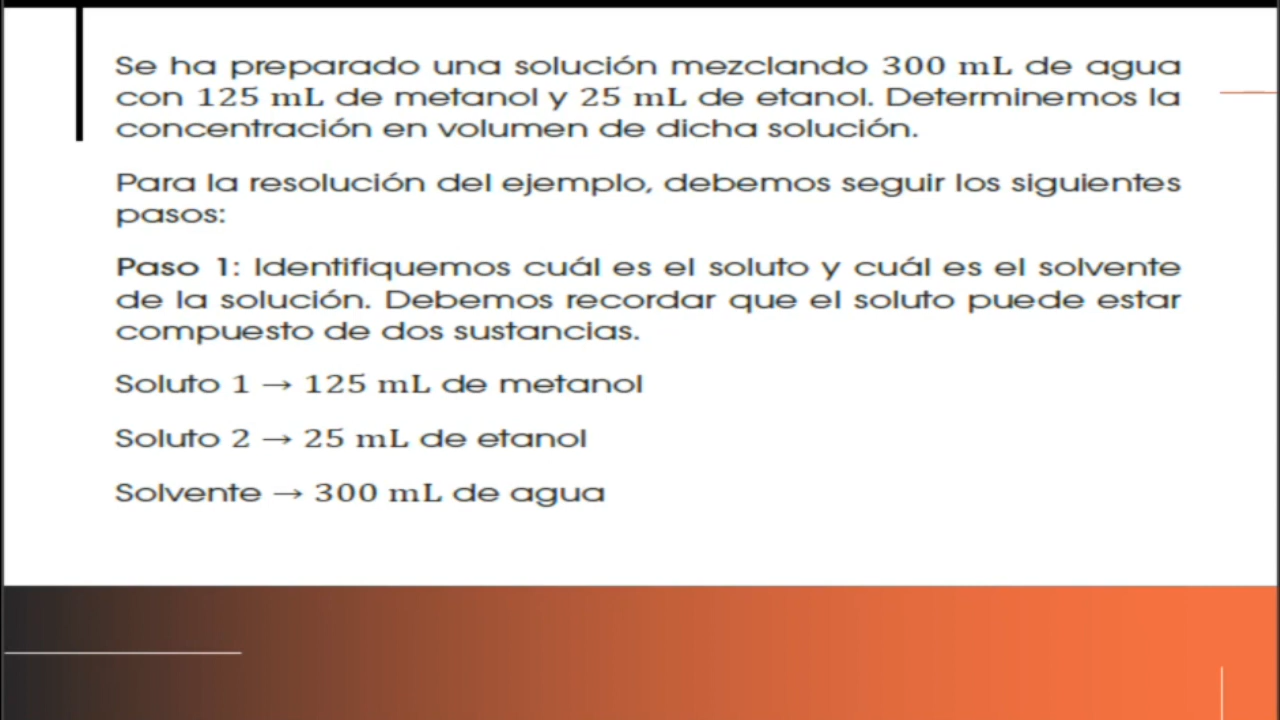 Se ha preparado una solución mezclando 300 mL de agua
con 125 mL de metanol y 25 mL de etanol. Determinemos la
concentración en volumen de dicha solución.
Para la resolución del ejemplo, debemos seguir los siguientes
pasos:
Paso 1: Identifiquemos cuál es el soluto y cuál es el solvente
de la solución. Debemos recordar que el soluto puede estar
compuesto de dos sustancias.
Soluto 1 → 125 mL de metanol
Soluto 2 → 25 mL de etanol
Solvente → 300 mL de agua